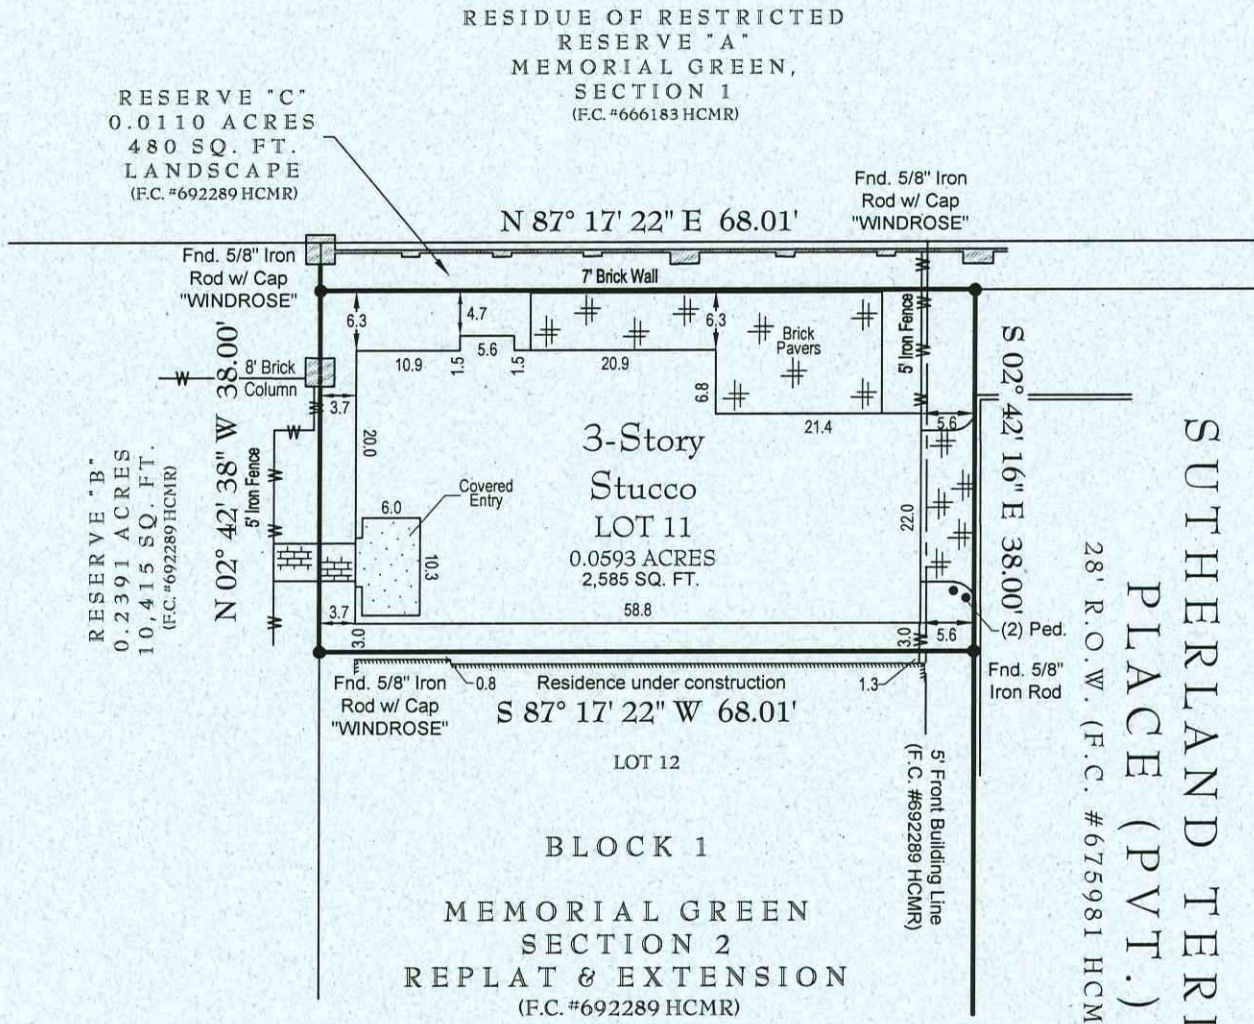 RESIDUE OF RESTRICTED
RESERVE "A"
MEMORIAL GREEN,
SECTION 1
(F.C. #666183 HCMR)
RESERVE "C"
0.0110 ACRES
480 SQ. FT.
LANDSCAPE
(F.C. #692289 HCMR)
Fnd. 5/8" Iron
Rod w/ Cap
"WINDROSE"
N 87° 17' 22" E 68.01'
Fnd. 5/8" Iron
Rod w/ Cap
"WINDROSE"
7' Brick Wall
6.3
4.7
6.3
5' Iron Fence
Brick
Pavers
10.9
1.5
5.6
1.5
20.9
6.8
21.4
5.6
8' Brick
Column
3.7
W
W
W
W
W
W
W
W
W
W
W
N 02° 42' 38" W 38.00'
S 02° 42' 16" E 38.00'
5' Iron Fence
20.0
3-Story
Stucco
LOT 11
0.0593 ACRES
2,585 SQ. FT.
Covered
Entry
6.0
10.3
22.0
RESERVE "B"
0.2391 ACRES
10,415 SQ. FT.
(F.C. #692289 HCMR)
3.7
58.8
3.0
3.0
5.6
(2) Ped.
Fnd. 5/8" Iron
Rod w/ Cap
"WINDROSE"
0.8
Residence under construction
1.3
Fnd. 5/8"
Iron Rod
S 87° 17' 22" W 68.01'
LOT 12
5' Front Building Line
(F.C. #692289 HCMR)
BLOCK 1
MEMORIAL GREEN
SECTION 2
REPLAT & EXTENSION
(F.C. #692289 HCMR)
SUTHERLAND TERR
PLACE (PVT.)
28' R.O.W. (F.C. #675981 HCM